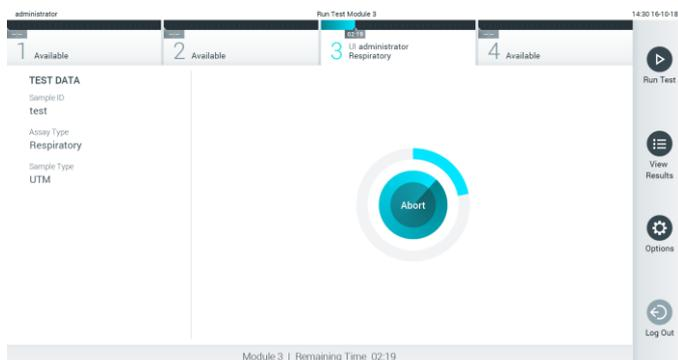 administrator
Run Test Module 3
14:30 16-10-18
--:--
1 Available
--:--
2 Available
02:19
3 UI administrator
Respiratory
--:--
4 Available
TEST DATA
Sample ID
test
Assay Type
Respiratory
Sample Type
UTM
Abort
Run Test
View
Results
Options
Log Out
Module 3 | Remaining Time 02:19